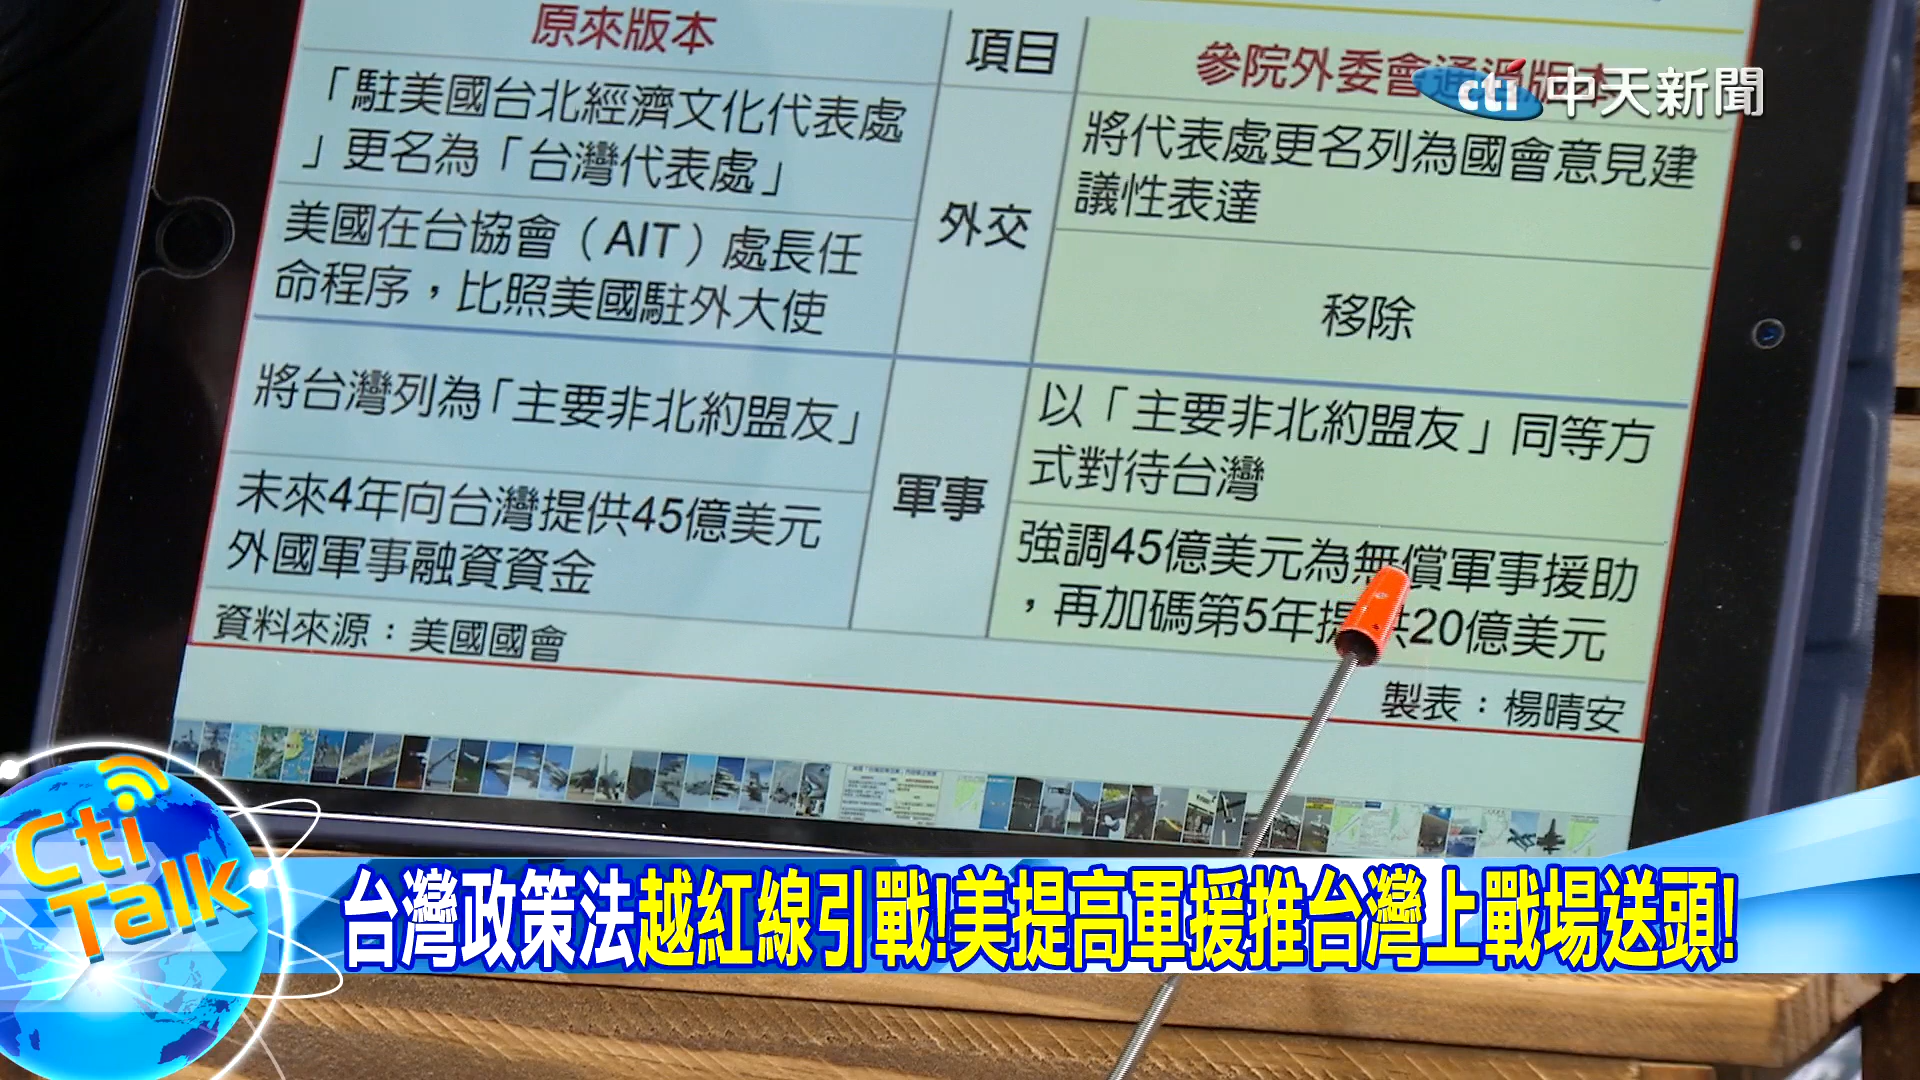 原來版本
項目
參院外委會通過版本
cti 中天新聞
「駐美國台北經濟文化代表處
」更名為「台灣代表處」
將代表處更名列為國會意見建
議性表達
外交
美國在台協會（AIT）處長任
命程序，比照美國駐外大使
移除
將台灣列為「主要非北約盟友」
以「主要非北約盟友」同等方
式對待台灣
軍事
未來4年向台灣提供45億美元
外國軍事融資資金
強調45億美元為無償軍事援助
，再加碼第5年提供20億美元
資料來源：美國國會
製表：楊晴安
Cti
Talk
台灣政策法越紅線引戰!美提高軍援推台灣上戰場送頭!